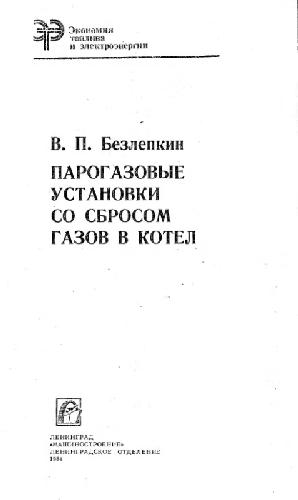 Экономия
топлива
и электроэнергии
В. П. Безлепкин
ПАРОГАЗОВЫЕ
УСТАНОВКИ
СО СБРОСОМ
ГАЗОВ В КОТЕЛ
ЛЕНИНГРАД
«МАШИНОСТРОЕНИЕ»
ЛЕНИНГРАДСКОЕ ОТДЕЛЕНИЕ
1984